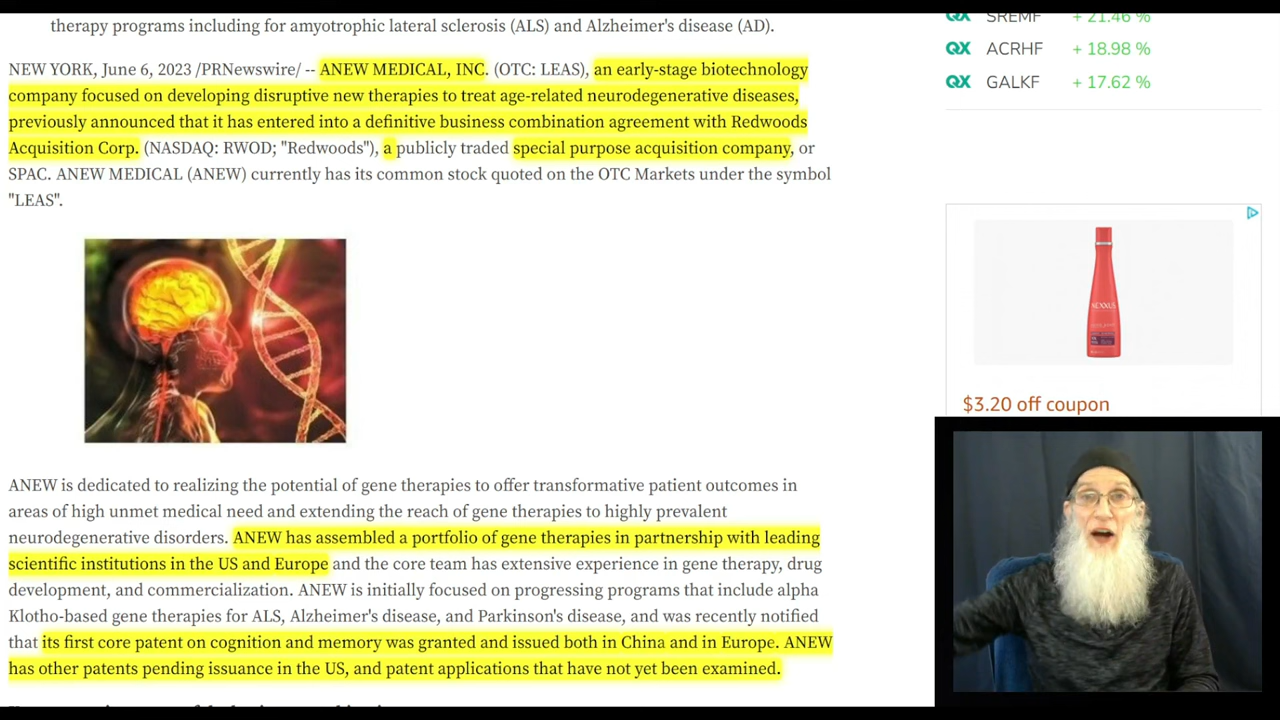 therapy programs including for amyotrophic lateral sclerosis (ALS) and Alzheimer's disease (AD).
NEW YORK, June 6, 2023 /PRNewswire/ -- ANEW MEDICAL, INC. (OTC: LEAS), an early-stage biotechnology
company focused on developing disruptive new therapies to treat age-related neurodegenerative diseases,
previously announced that it has entered into a definitive business combination agreement with Redwoods
Acquisition Corp. (NASDAQ: RWOD; "Redwoods"), a publicly traded special purpose acquisition company, or
SPAC. ANEW MEDICAL (ANEW) currently has its common stock quoted on the OTC Markets under the symbol
"LEAS".
ANEW is dedicated to realizing the potential of gene therapies to offer transformative patient outcomes in
areas of high unmet medical need and extending the reach of gene therapies to highly prevalent
neurodegenerative disorders. ANEW has assembled a portfolio of gene therapies in partnership with leading
scientific institutions in the US and Europe and the core team has extensive experience in gene therapy, drug
development, and commercialization. ANEW is initially focused on progressing programs that include alpha
Klotho-based gene therapies for ALS, Alzheimer's disease, and Parkinson's disease, and was recently notified
that its first core patent on cognition and memory was granted and issued both in China and in Europe. ANEW
has other patents pending issuance in the US, and patent applications that have not yet been examined.
QX SREMF + 21.46 %
QX ACRHF + 18.98 %
QX GALKF + 17.62 %
NEXXUS
$3.20 off coupon